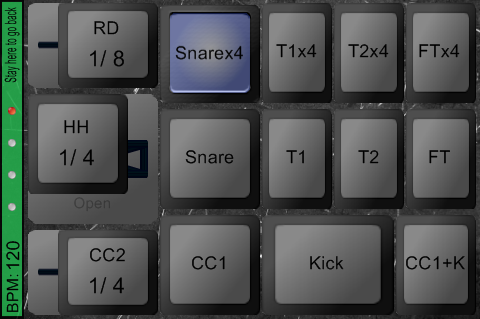 Stay here to go back
BPM: 120
RD
1/ 8
Snarex4
T1x4
T2x4
FTx4
HH
1/ 4
Open
Snare
T1
T2
FT
CC2
1/ 4
CC1
Kick
CC1+K